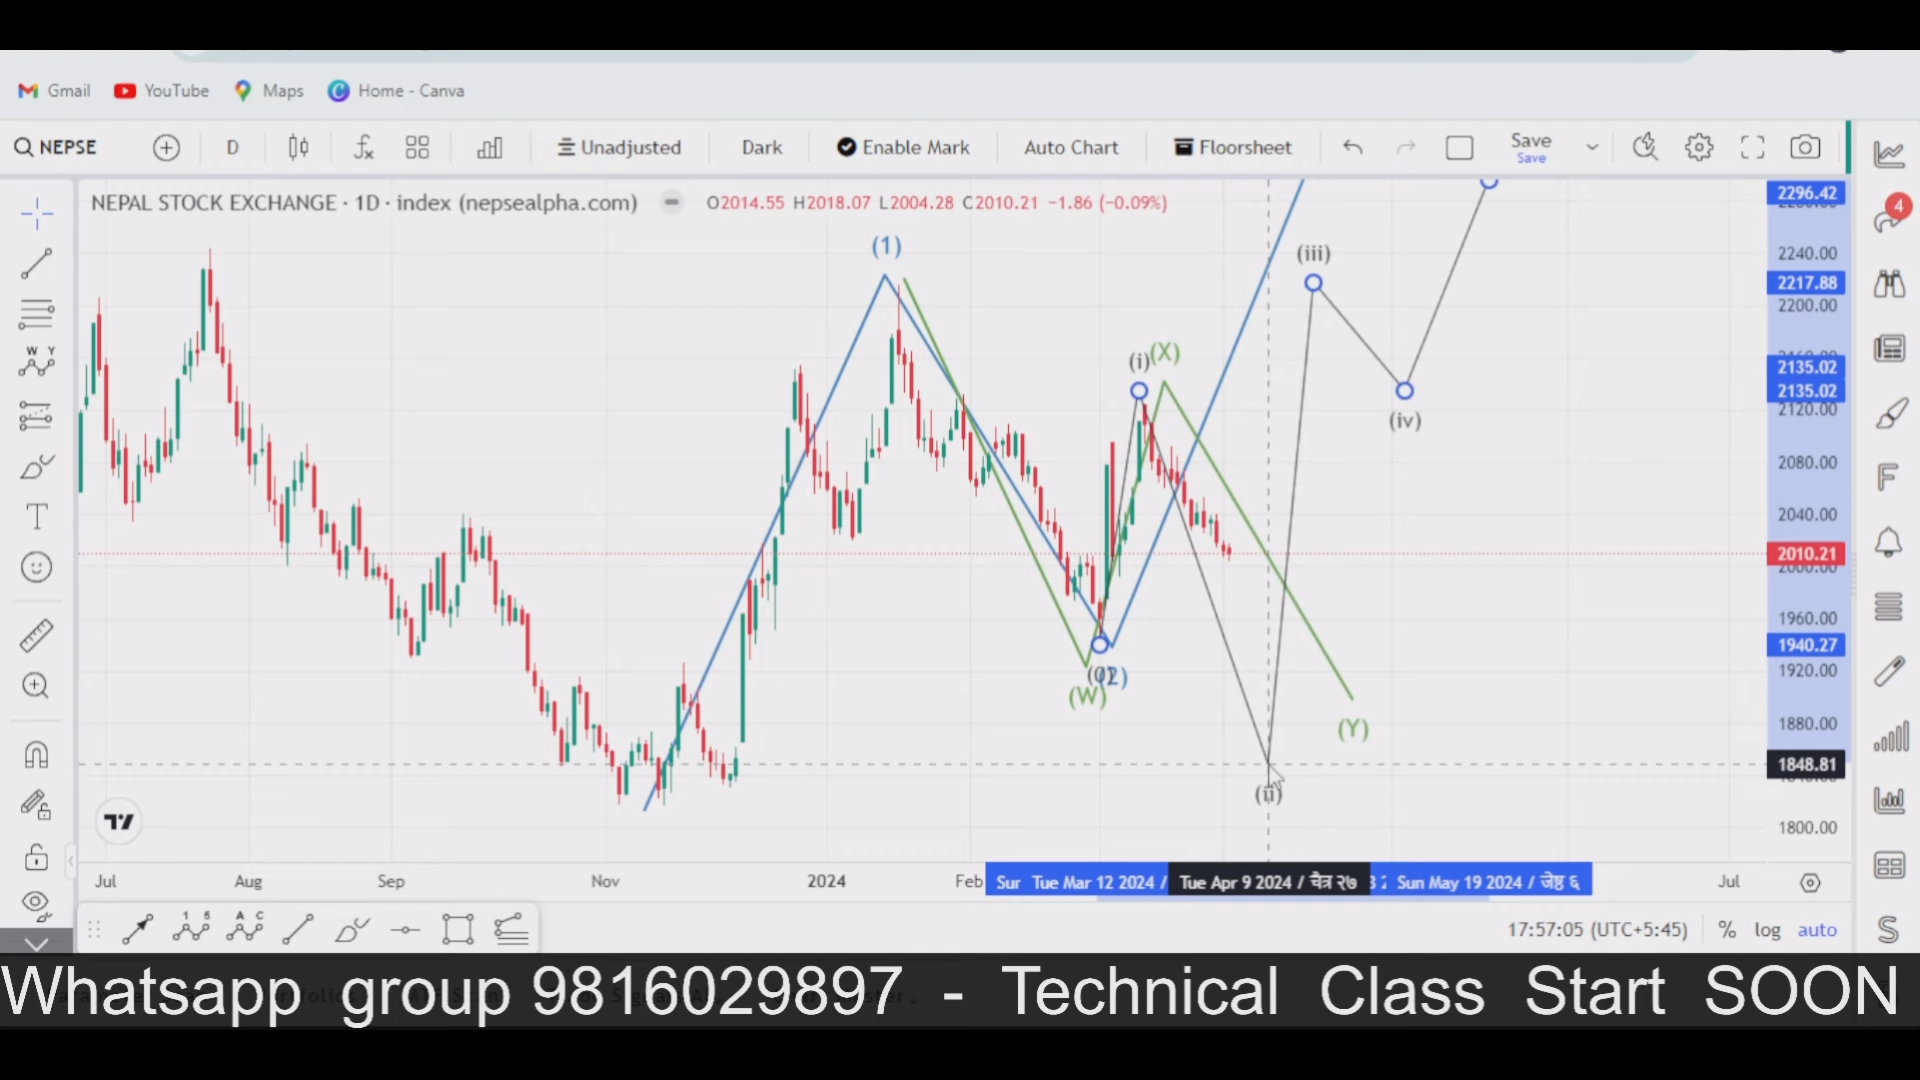 Gmail YouTube Maps Home - Canva
NEPSE D Unadjusted Dark Enable Mark Auto Chart Floorsheet Save
Save
NEPAL STOCK EXCHANGE · 1D · index (nepsealpha.com) O2014.55 H2018.07 L2004.28 C2010.21 −1.86 (−0.09%)
2296.42
4
(1)
(iii)
2240.00
2217.88
2200.00
(i) (X)
2135.02
2135.02
2120.00
(iv)
2080.00
2040.00
2010.21
2000.00
1960.00
1940.27
1920.00
(W)
(Y)
1880.00
1848.81
(ii)
1800.00
Jul Aug Sep Nov 2024 Feb Tue Mar 12 2024 / Tue Apr 9 2024 / चैत्र २७ Sun May 19 2024 / जेष्ठ ६ Jul
17:57:05 (UTC+5:45) % log auto
Whatsapp group 9816029897 - Technical Class Start SOON